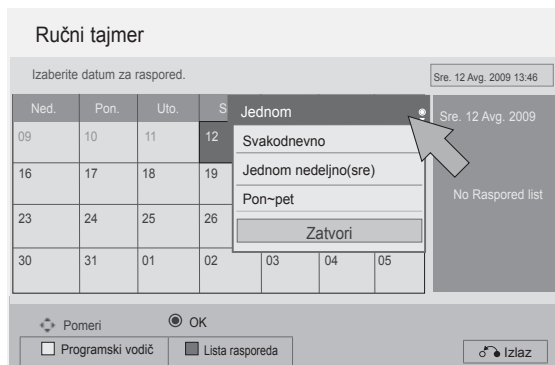 Ručni tajmer
Izaberite datum za raspored.
Sre. 12 Avg. 2009 13:46
Ned. Pon. Uto. S
Jednom
Sre. 12 Avg. 2009
09 10 11 12
Svakodnevno
16 17 18 19
Jednom nedeljno(sre)
No Raspored list
Pon~pet
23 24 25 26
Zatvori
30 31 01 02 03 04 05
Pomeri OK
Programski vodič Lista rasporeda Izlaz